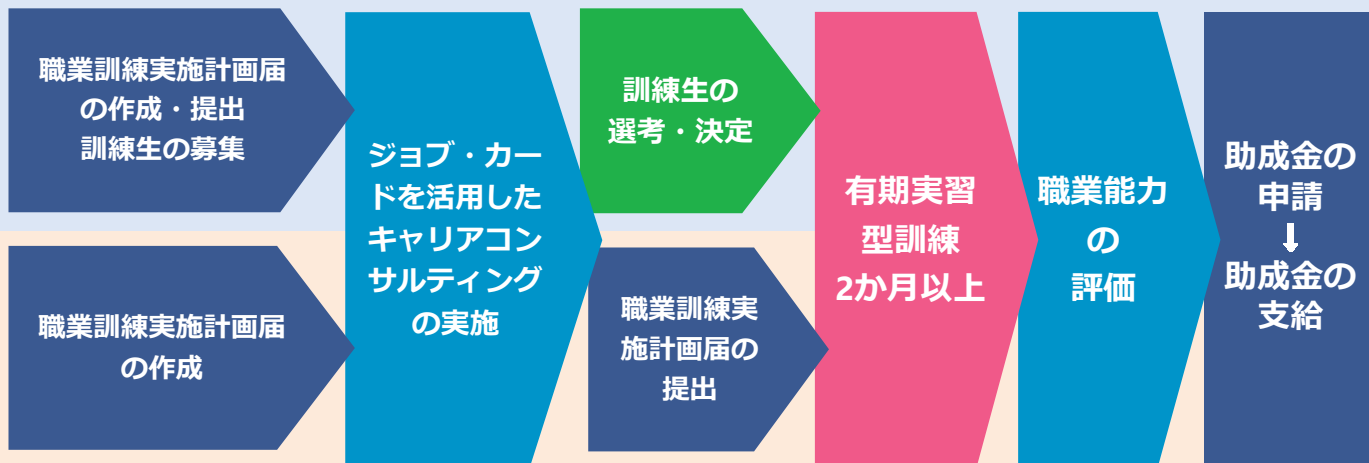 職業訓練実施計画届
の作成・提出
訓練生の募集
職業訓練実施計画届
の作成
ジョブ・カー
ドを活用した
キャリアコン
サルティング
の実施
訓練生の
選考・決定
職業訓練実
施計画届の
提出
有期実習
型訓練
2か月以上
職業能力
の
評価
助成金の
申請
助成金の
支給